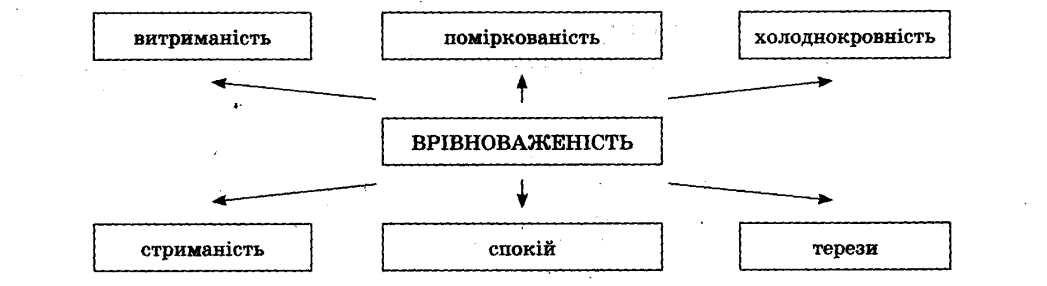 витриманість
поміркованість
холоднокровність
ВРІВНОВАЖЕНІСТЬ
стриманість
спокій
терези